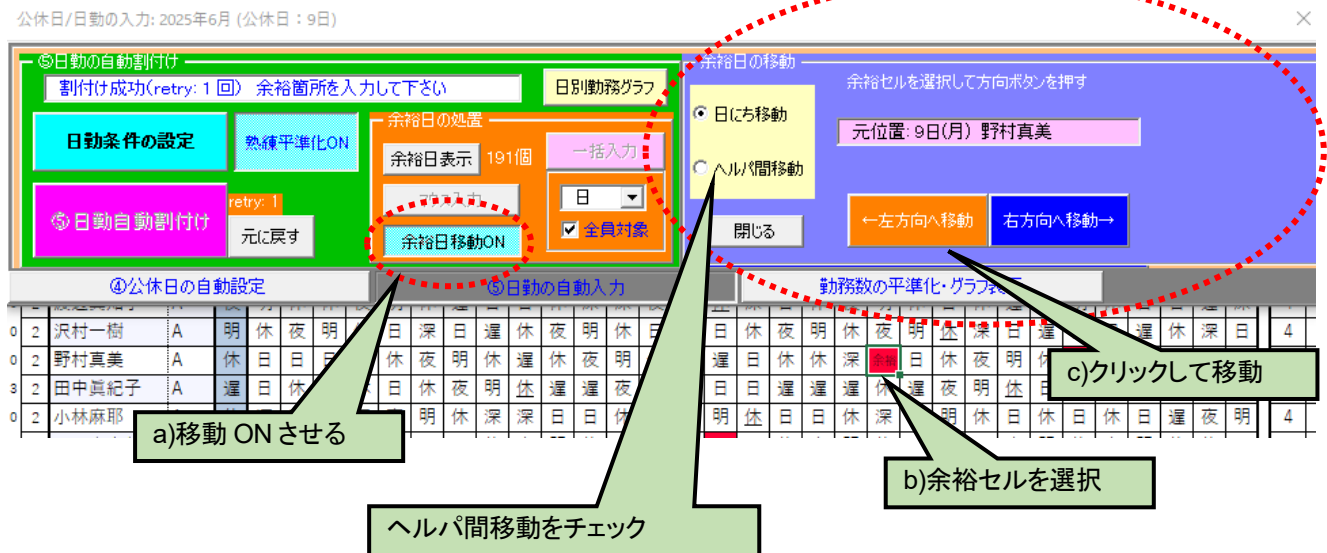 公休日/日勤の入力: 2025年6月 (公休日：9日)
⑤日勤の自動割付け
割付け成功(retry: 1 回) 余裕箇所を入力して下さい
日別勤務グラフ
日勤条件の設定
熟練平準化ON
⑤日勤自動割付け
retry: 1
元に戻す
余裕日の処置
余裕日表示 191個
一括入力
日
余裕日移動ON
全員対象
余裕日の移動
余裕セルを選択して方向ボタンを押す
日にち移動
ヘルパ間移動
元位置: 9日(月) 野村真美
閉じる
←左方向へ移動
右方向へ移動→
④公休日の自動設定
⑤日勤の自動入力
勤務数の平準化・グラフ
0 2 沢村一樹 A 明 休 夜 明 日 深 日 遅 休 夜 明 休 日 休 夜 明 休 夜 明 休 深 日 4
0 2 野村真美 A 休 日 日 休 夜 明 休 遅 休 夜 明 遅 日 休 休 深 余裕 日 休 夜 明
3 2 田中眞紀子 A 遅 日 日 休 夜 明 休 遅 遅 夜 日 日 遅 遅 遅 遅 夜 明 休
0 2 小林麻耶 明 休 深 深 日 日 明 休 日 日 休 深 明 休 日 休 日 休 日 遅 夜 明 4
a)移動 ON させる
b)余裕セルを選択
c)クリックして移動
ヘルパ間移動をチェック